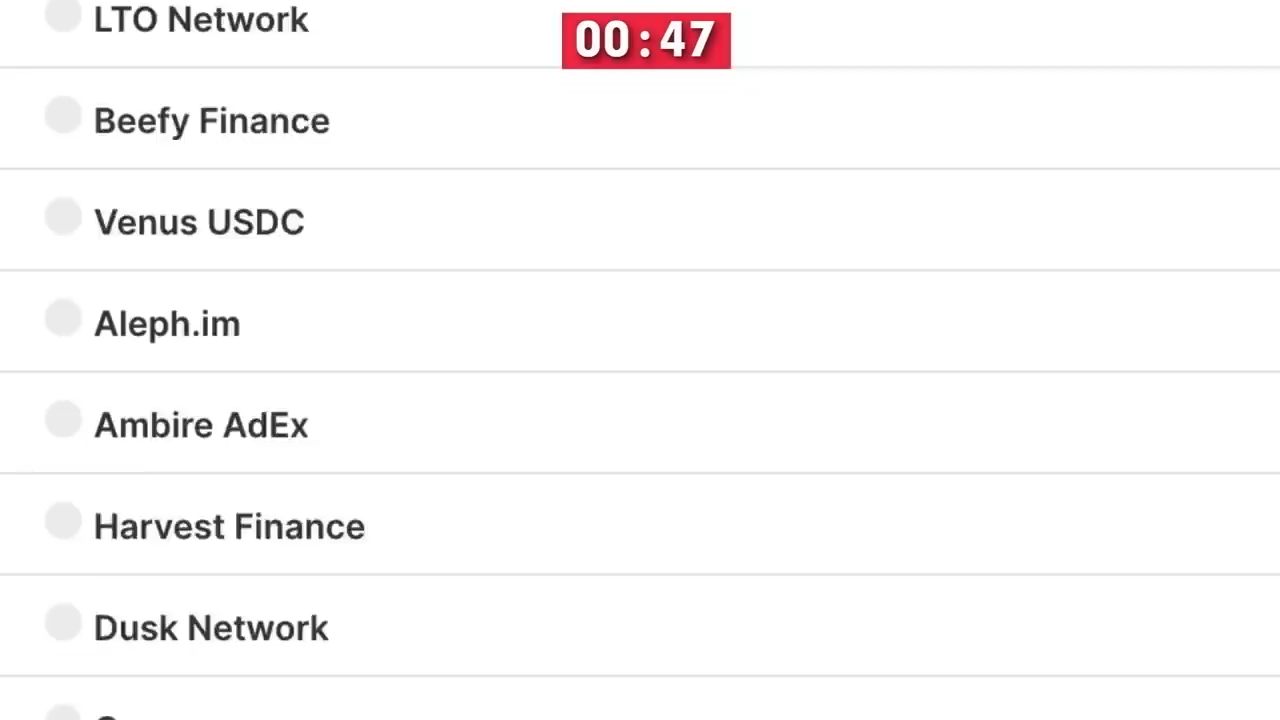 LTO Network
00:47
Beefy Finance
Venus USDC
Aleph.im
Ambire AdEx
Harvest Finance
Dusk Network